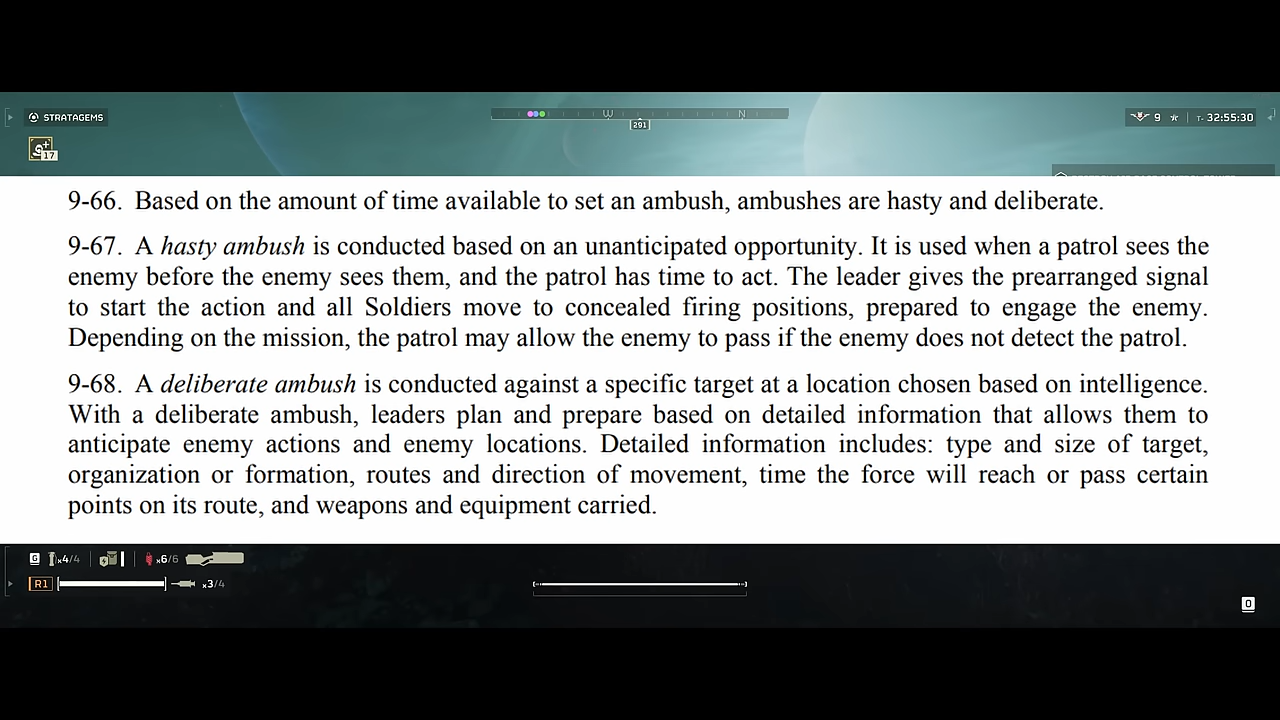 STRATAGEMS
17
W
N
291
9
T- 32:55:30
9-66. Based on the amount of time available to set an ambush, ambushes are hasty and deliberate.
9-67. A hasty ambush is conducted based on an unanticipated opportunity. It is used when a patrol sees the
enemy before the enemy sees them, and the patrol has time to act. The leader gives the prearranged signal
to start the action and all Soldiers move to concealed firing positions, prepared to engage the enemy.
Depending on the mission, the patrol may allow the enemy to pass if the enemy does not detect the patrol.
9-68. A deliberate ambush is conducted against a specific target at a location chosen based on intelligence.
With a deliberate ambush, leaders plan and prepare based on detailed information that allows them to
anticipate enemy actions and enemy locations. Detailed information includes: type and size of target,
organization or formation, routes and direction of movement, time the force will reach or pass certain
points on its route, and weapons and equipment carried.
G x4/4 x6/6
R1 x3/4
0